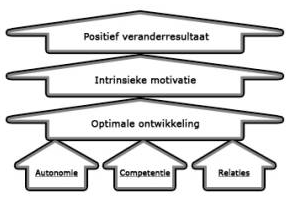 Positief veranderresultaat
Intrinsieke motivatie
Optimale ontwikkeling
Autonomie
Competentie
Relaties